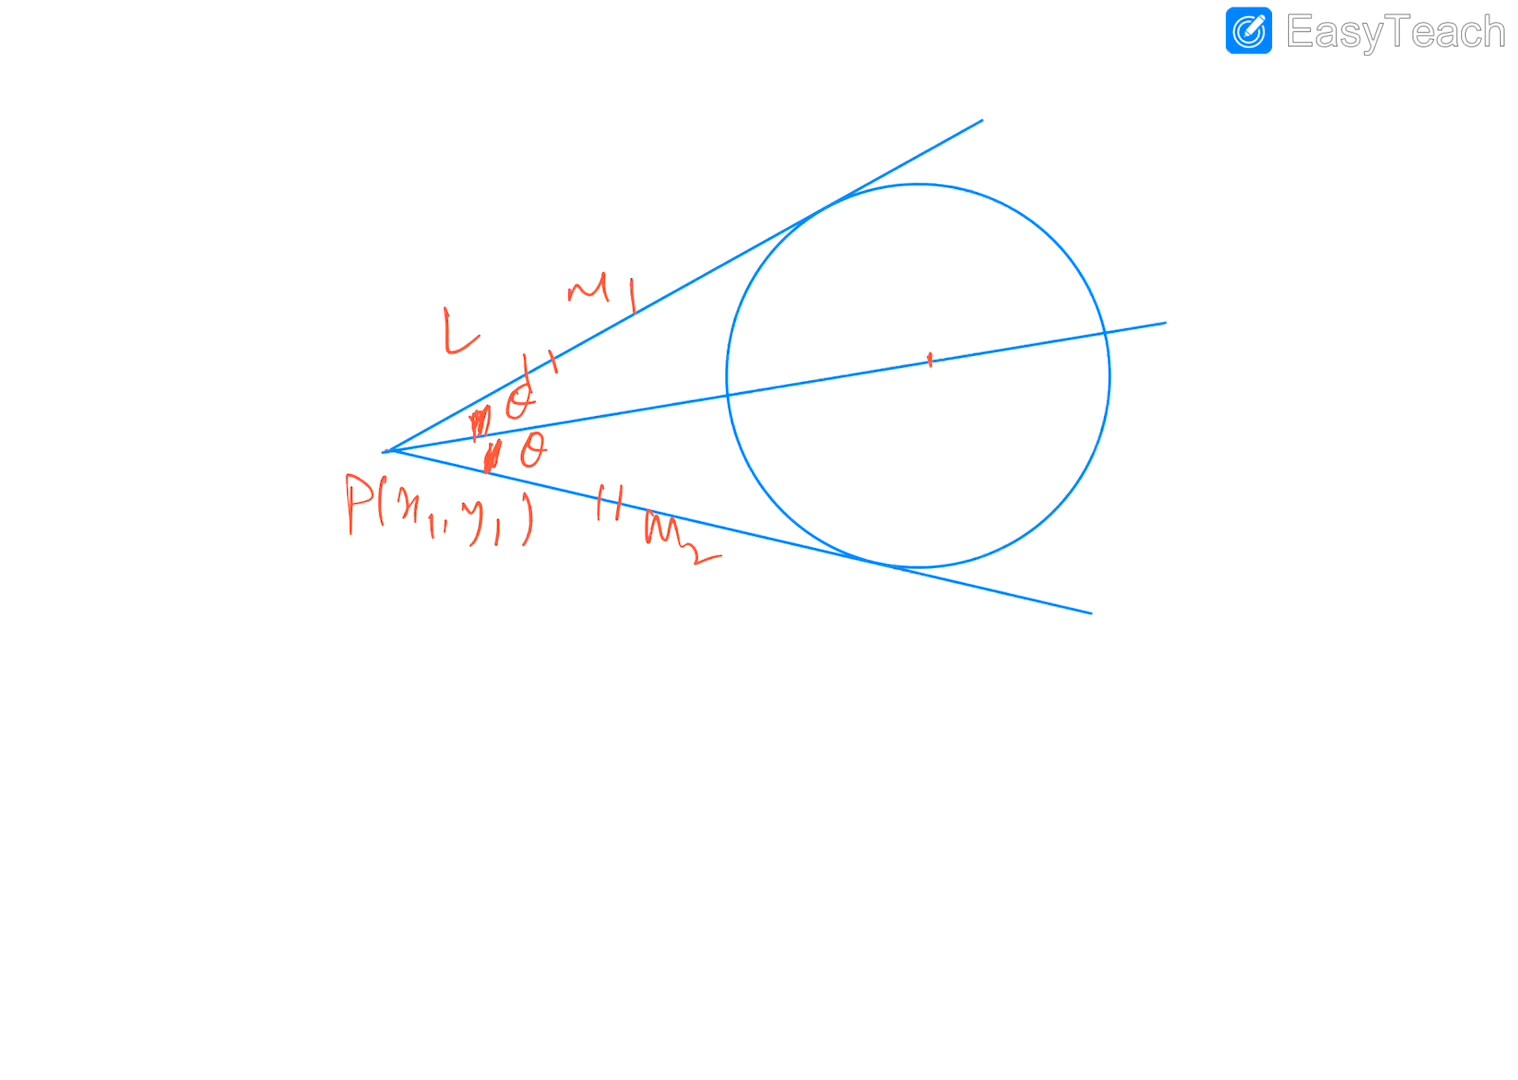 EasyTeach
M1
L
θ
θ
P(x1, y1)
m2